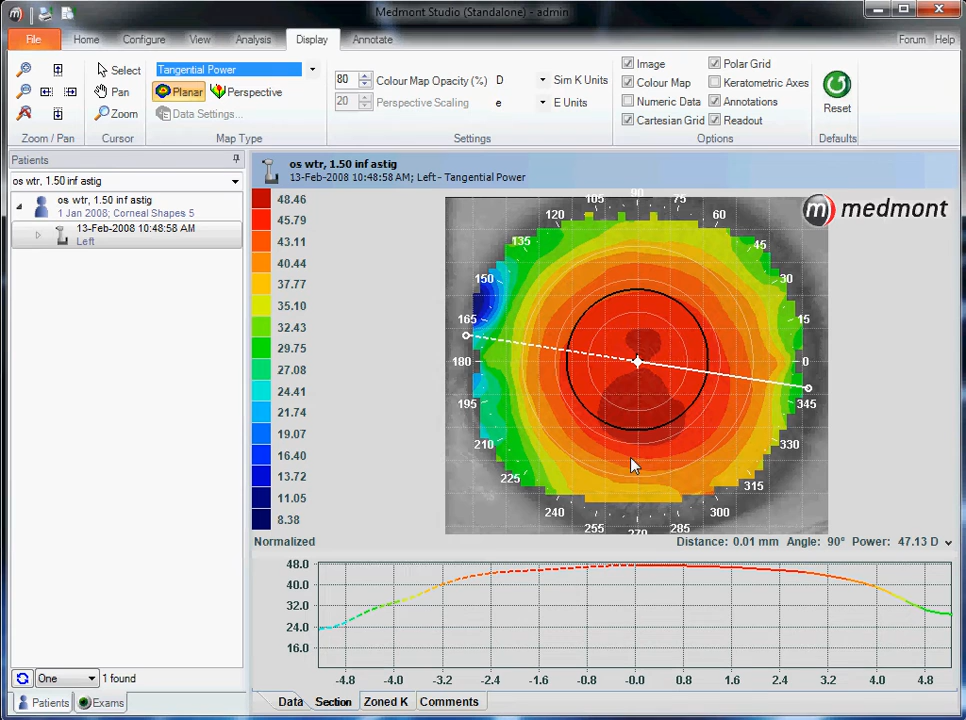 Medmont Studio (Standalone) - admin
File Home Configure View Analysis Display Annotate Forum Help
Select
Pan
Zoom
Tangential Power
Planar Perspective
Data Settings...
80 Colour Map Opacity (%) D Sim K Units
20 Perspective Scaling e E Units
Image Polar Grid
Colour Map Keratometric Axes
Numeric Data Annotations
Cartesian Grid Readout
Reset
Zoom / Pan Cursor Map Type Settings Options Defaults
Patients
os wtr, 1.50 inf astig
os wtr, 1.50 inf astig
1 Jan 2008; Corneal Shapes 5
13-Feb-2008 10:48:58 AM
Left
os wtr, 1.50 inf astig
13-Feb-2008 10:48:58 AM; Left - Tangential Power
medmont
48.46
45.79
43.11
40.44
37.77
35.10
32.43
29.75
27.08
24.41
21.74
19.07
16.40
13.72
11.05
8.38
105 90 75
120 60
135 45
150 30
165 15
180 0
195 345
210 330
225 315
240 300
255 270 285
Normalized Distance: 0.01 mm Angle: 90° Power: 47.13 D
48.0
40.0
32.0
24.0
16.0
-4.8 -4.0 -3.2 -2.4 -1.6 -0.8 -0.0 0.8 1.6 2.4 3.2 4.0 4.8
One 1 found
Patients Exams
Data Section Zoned K Comments